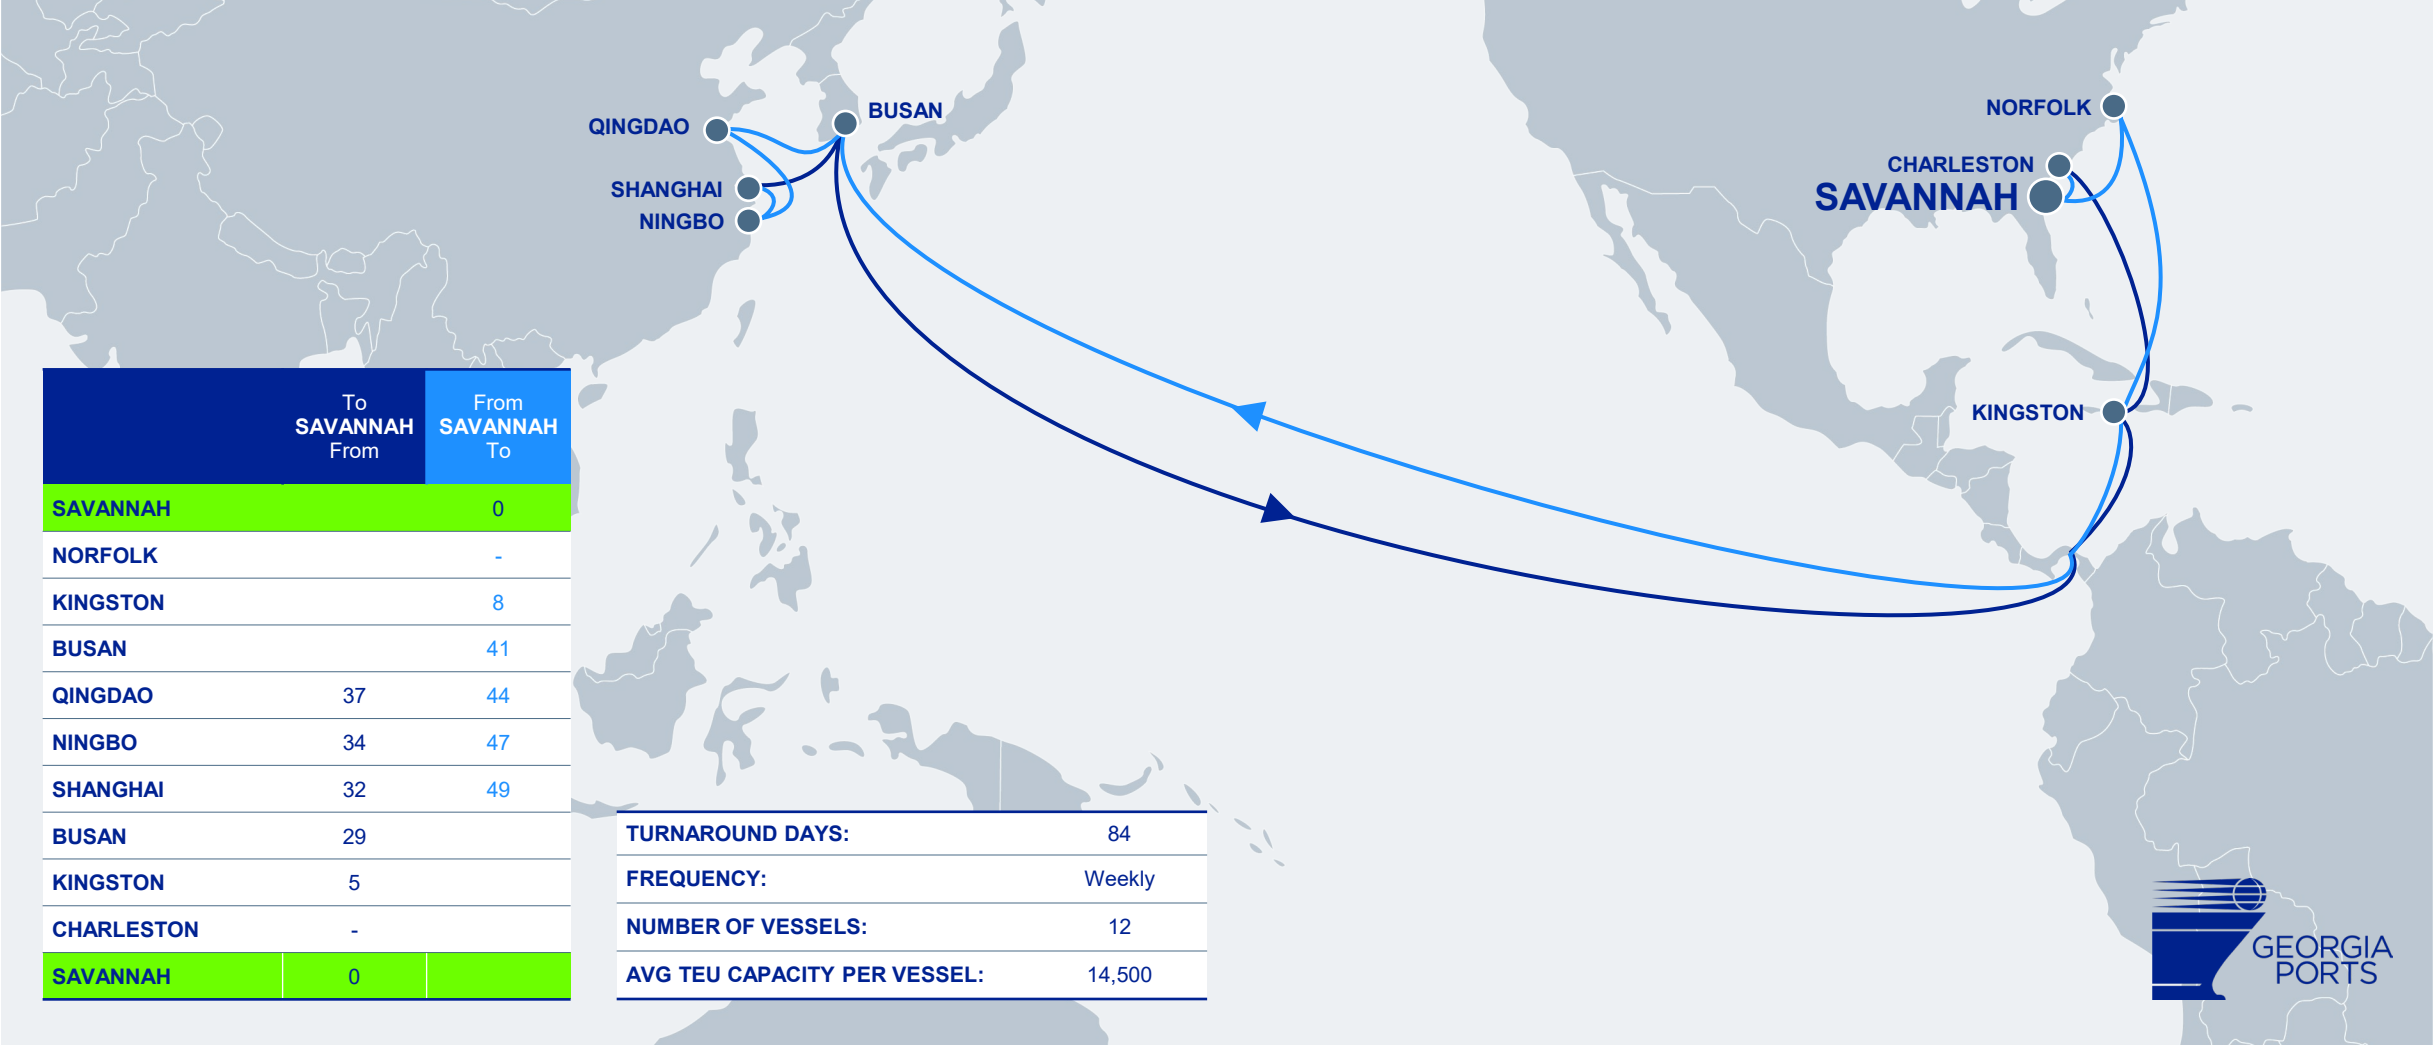 BUSAN
QINGDAO
SHANGHAI
NINGBO
NORFOLK
CHARLESTON
SAVANNAH
KINGSTON
To From
SAVANNAH SAVANNAH
From To
SAVANNAH 0
NORFOLK -
KINGSTON 8
BUSAN 41
QINGDAO 37 44
NINGBO 34 47
SHANGHAI 32 49
BUSAN 29
KINGSTON 5
CHARLESTON -
SAVANNAH 0
TURNAROUND DAYS: 84
FREQUENCY: Weekly
NUMBER OF VESSELS: 12
AVG TEU CAPACITY PER VESSEL: 14,500
GEORGIA
PORTS